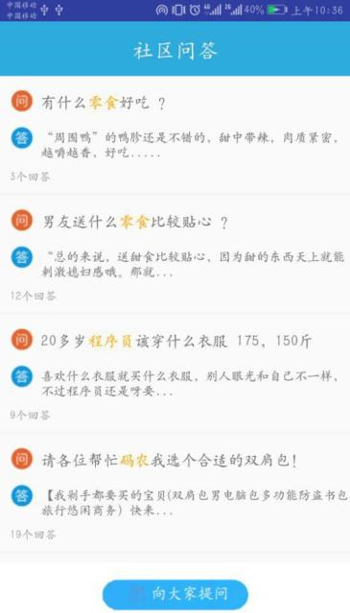 中国移动
中国移动
40%
上午10:36
社区问答
问 有什么零食好吃 ?
答 “周围鸭”的鸭胗还是不错的，甜中带辣，肉质紧密，
越嚼越香，好吃.....
3个回答
问 男友送什么零食比较贴心 ?
答 “总的来说，送甜食比较贴心，因为甜的东西天上就能
刺激媳妇感哦。那就...
12个回答
问 20多岁程序员该穿什么衣服 175，150斤
答 喜欢什么衣服就买什么衣服，别人眼光和自己不一样，
不过程序员还是呀要...
9个回答
问 请各位帮忙码农我选个合适的双肩包!
答 【我剁手都要买的宝贝(双肩包男电脑包多功能防盗书包
旅行悠闲商务) 快来...
19个回答
向大家提问